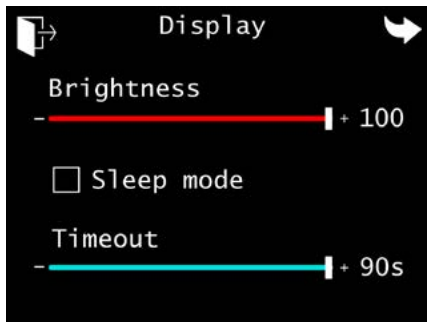 Display
Brightness
- + 100
Sleep mode
Timeout
- + 90s